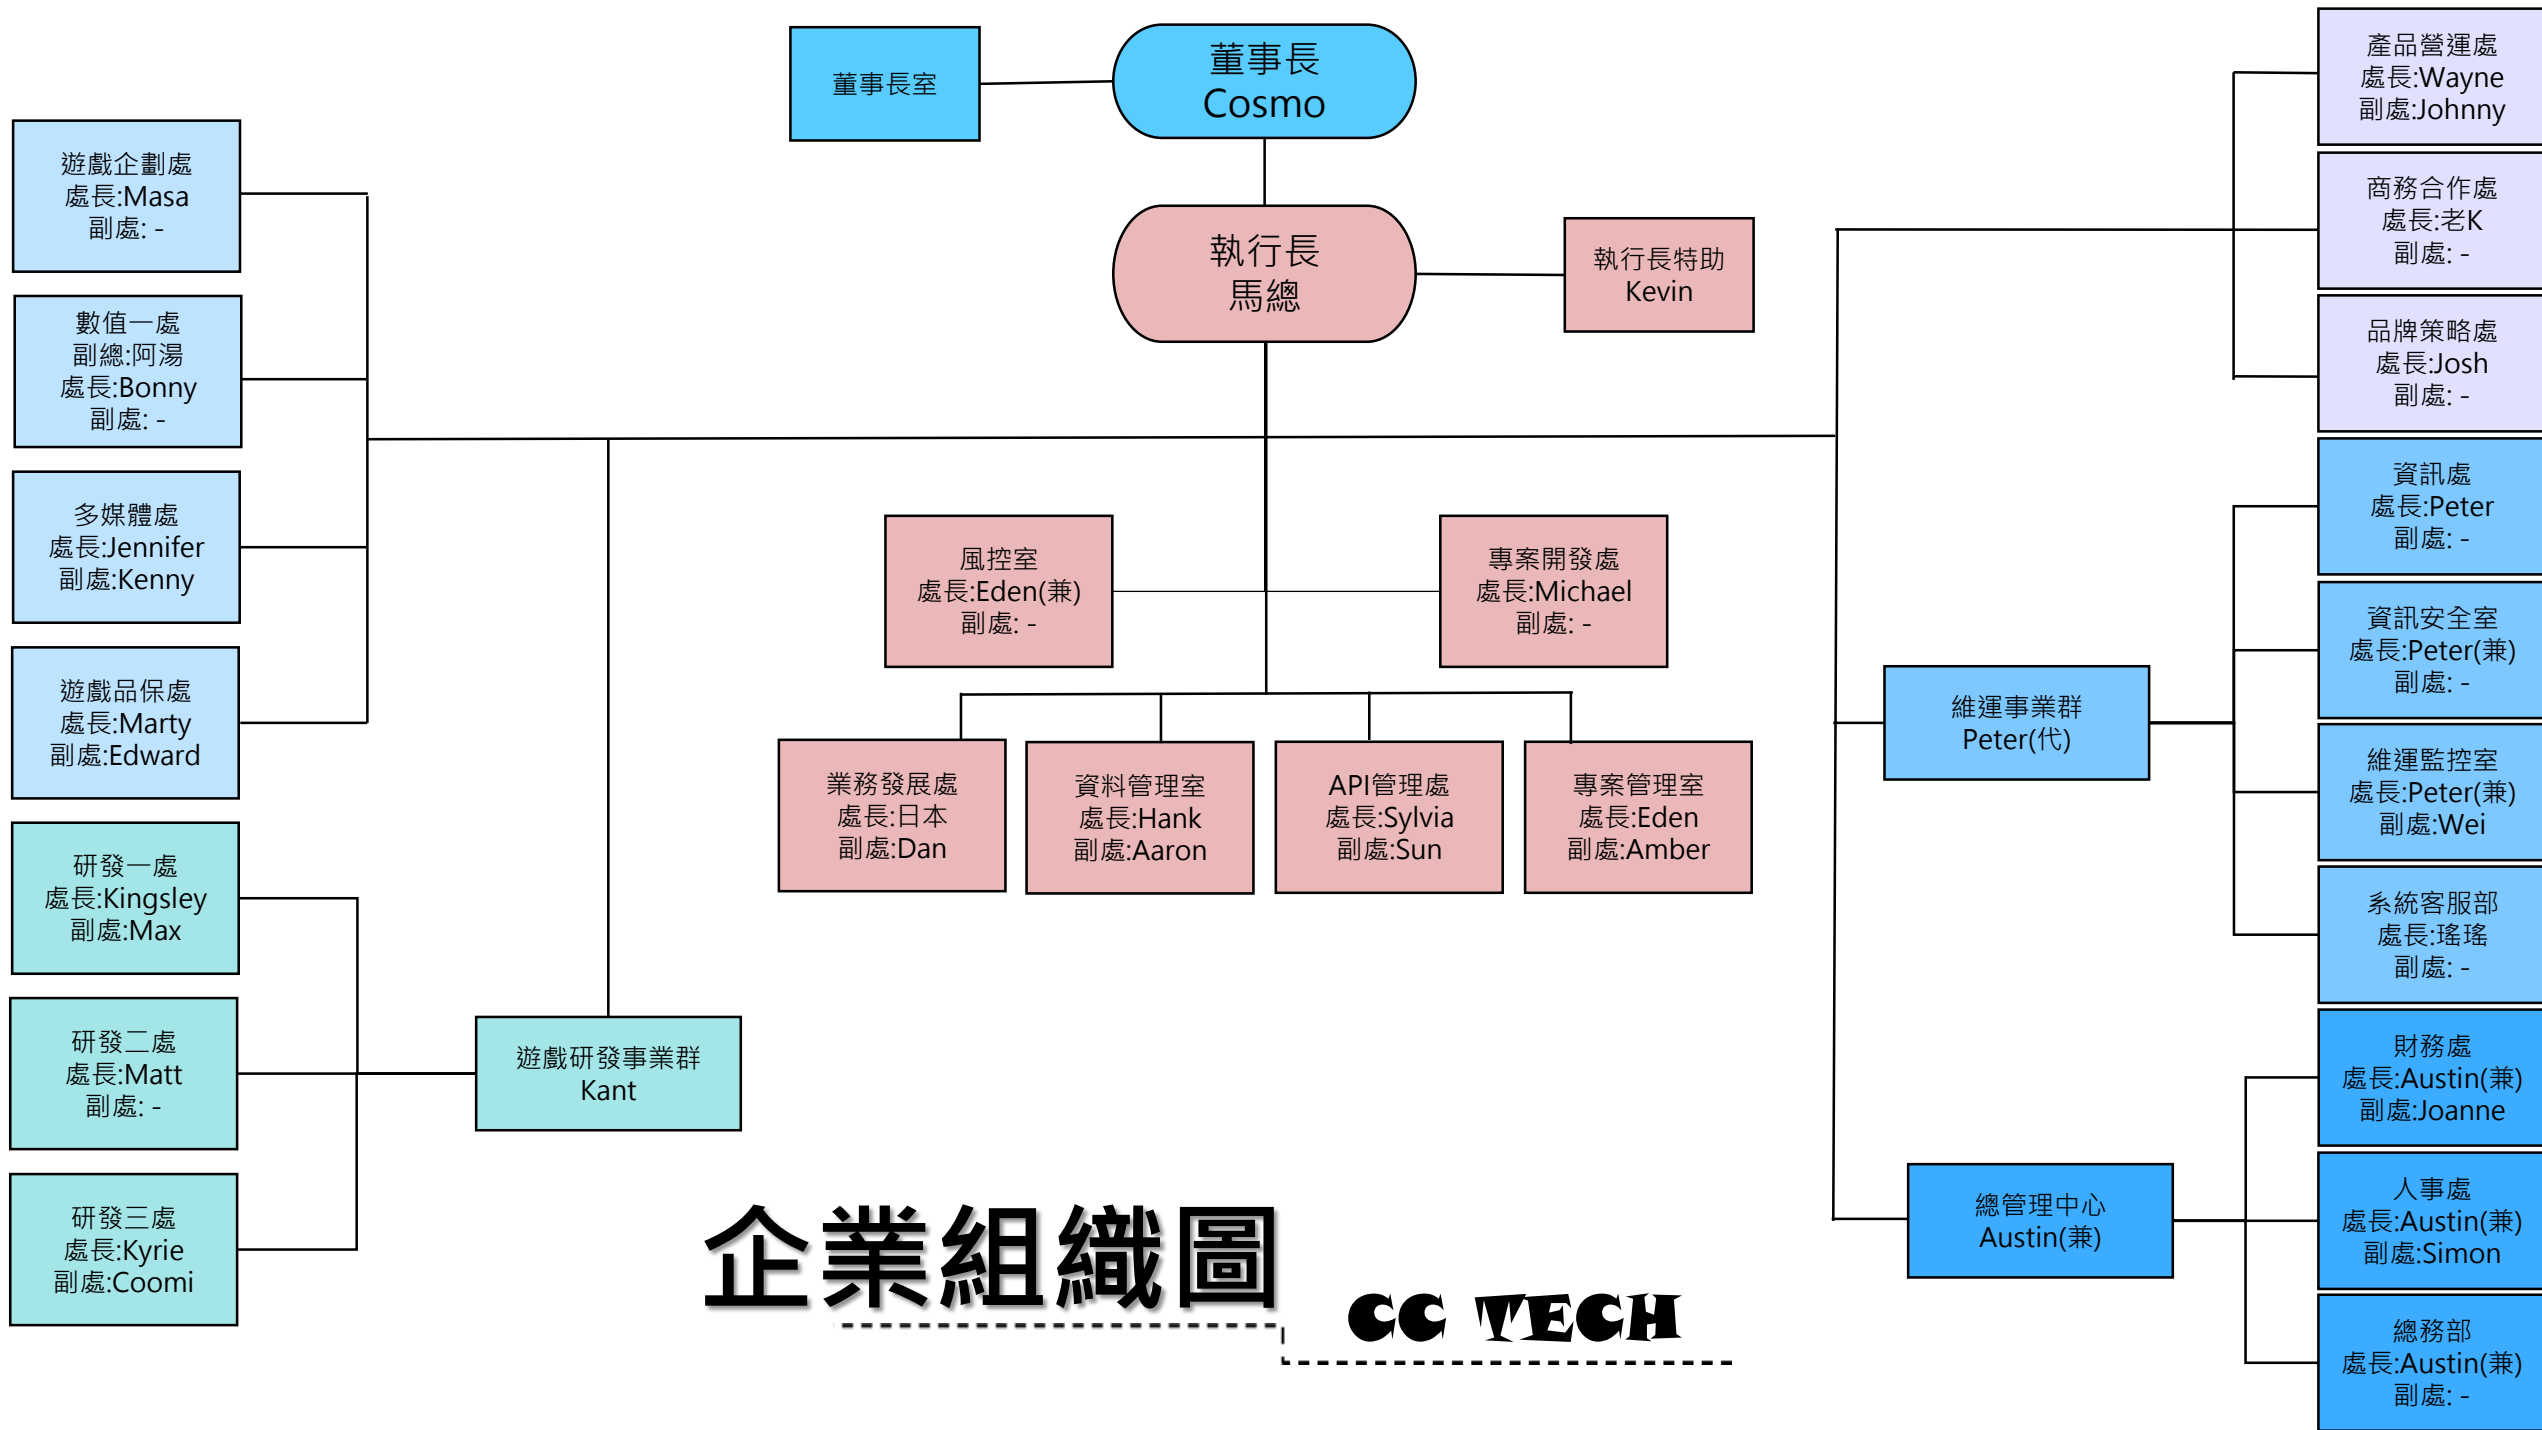 董事長
Cosmo
董事長室
執行長
馬總
執行長特助
Kevin
遊戲企劃處
處長:Masa
副處: -
數值一處
副總:阿湯
處長:Bonny
副處: -
多媒體處
處長:Jennifer
副處:Kenny
遊戲品保處
處長:Marty
副處:Edward
研發一處
處長:Kingsley
副處:Max
研發二處
處長:Matt
副處: -
研發三處
處長:Kyrie
副處:Coomi
遊戲研發事業群
Kant
風控室
處長:Eden(兼)
副處: -
專案開發處
處長:Michael
副處: -
業務發展處
處長:日本
副處:Dan
資料管理室
處長:Hank
副處:Aaron
API管理處
處長:Sylvia
副處:Sun
專案管理室
處長:Eden
副處:Amber
產品營運處
處長:Wayne
副處:Johnny
商務合作處
處長:老K
副處: -
品牌策略處
處長:Josh
副處: -
維運事業群
Peter(代)
資訊處
處長:Peter
副處: -
資訊安全室
處長:Peter(兼)
副處: -
維運監控室
處長:Peter(兼)
副處:Wei
系統客服部
處長:瑤瑤
副處: -
總管理中心
Austin(兼)
財務處
處長:Austin(兼)
副處:Joanne
人事處
處長:Austin(兼)
副處:Simon
總務部
處長:Austin(兼)
副處: -
企業組織圖
CC TECH